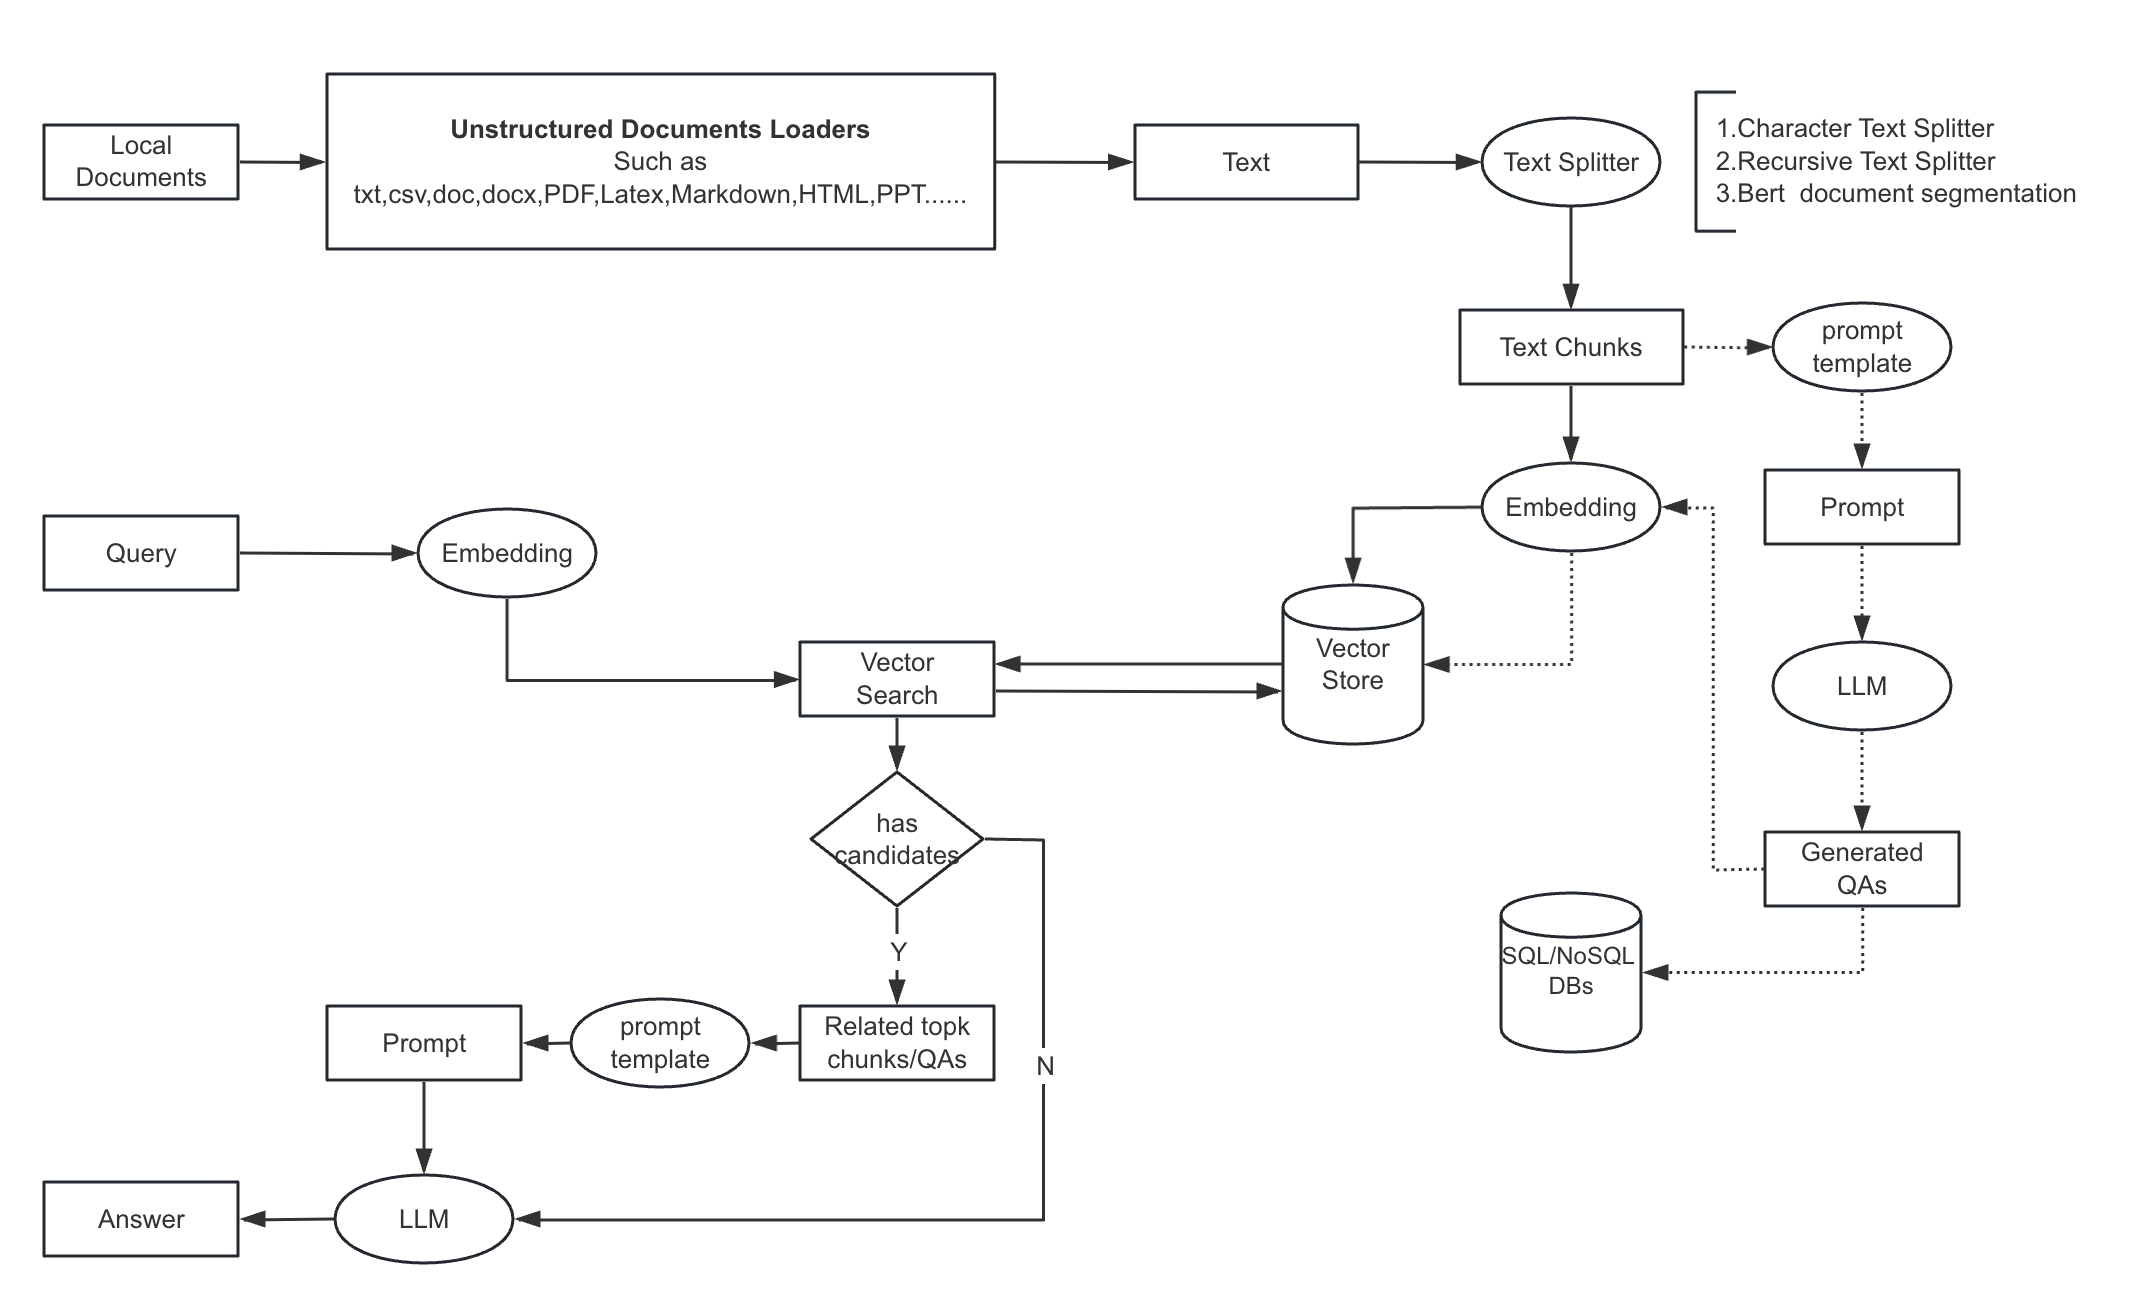 Local
Documents
Unstructured Documents Loaders
Such as
txt,csv,doc,docx,PDF,Latex,Markdown,HTML,PPT......
Text
Text Splitter
1.Character Text Splitter
2.Recursive Text Splitter
3.Bert  document segmentation
Text Chunks
prompt
template
Query
Embedding
Embedding
Prompt
Vector
Search
Vector
Store
LLM
has
candidates
Generated
QAs
Y
SQL/NoSQL
DBs
Prompt
prompt
template
Related topk
chunks/QAs
N
Answer
LLM